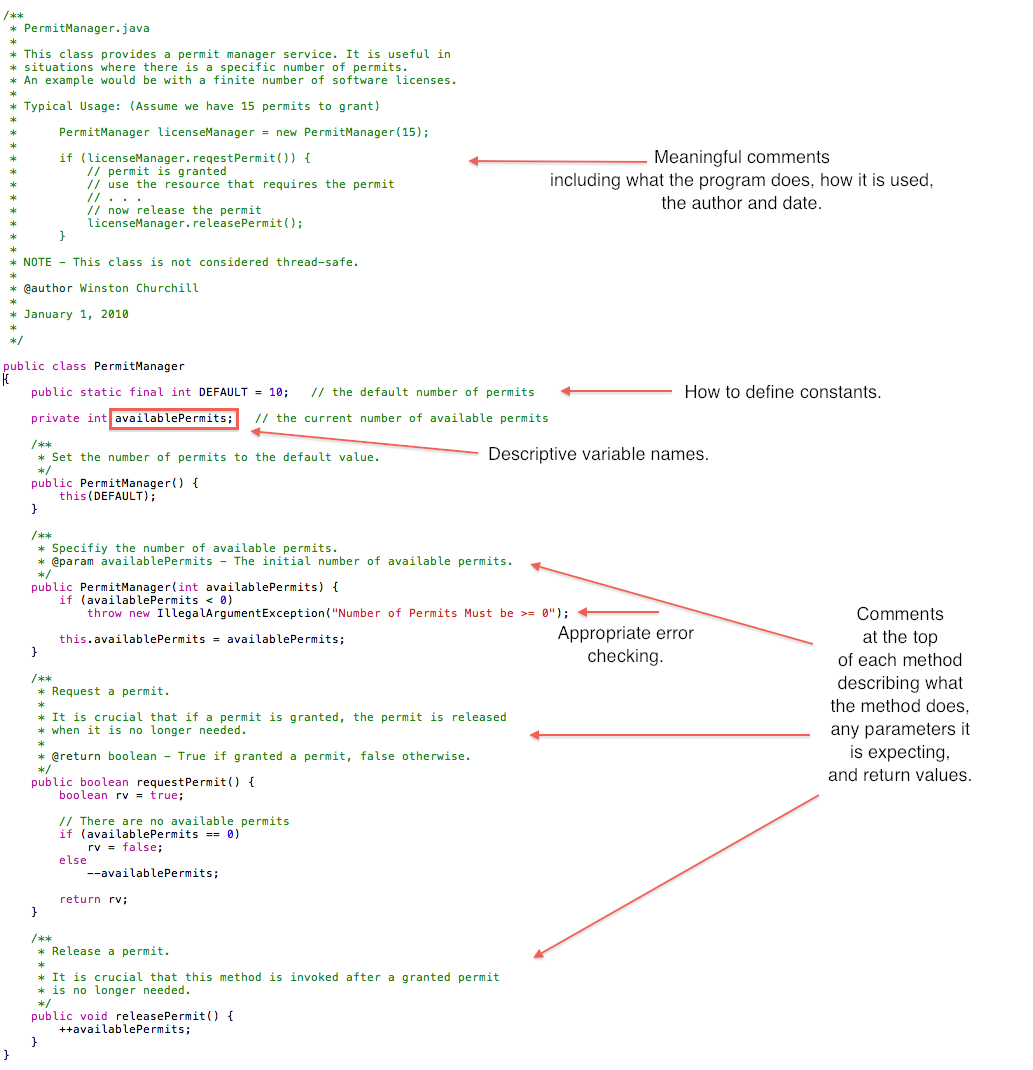 /**
 * PermitManager.java
 *
 * This class provides a permit manager service. It is useful in
 * situations where there is a specific number of permits.
 * An example would be with a finite number of software licenses.
 *
 * Typical Usage: (Assume we have 15 permits to grant)
 *
 *      PermitManager licenseManager = new PermitManager(15);
 *
 *      if (licenseManager.reqestPermit()) {
 *          // permit is granted
 *          // use the resource that requires the permit
 *          // . . .
 *          // now release the permit
 *          licenseManager.releasePermit();
 *      }
 *
 * NOTE - This class is not considered thread-safe.
 *
 * @author Winston Churchill
 *
 * January 1, 2010
 *
 */
Meaningful comments
including what the program does, how it is used,
the author and date.
public class PermitManager
{
    public static final int DEFAULT = 10;   // the default number of permits
How to define constants.
    private int availablePermits;   // the current number of available permits
Descriptive variable names.
    /**
     * Set the number of permits to the default value.
     */
    public PermitManager() {
        this(DEFAULT);
    }
    /**
     * Specifiy the number of available permits.
     * @param availablePermits - The initial number of available permits.
     */
    public PermitManager(int availablePermits) {
        if (availablePermits < 0)
            throw new IllegalArgumentException("Number of Permits Must be >= 0");
        this.availablePermits = availablePermits;
    }
Appropriate error
checking.
    /**
     * Request a permit.
     *
     * It is crucial that if a permit is granted, the permit is released
     * when it is no longer needed.
     *
     * @return boolean - True if granted a permit, false otherwise.
     */
    public boolean requestPermit() {
        boolean rv = true;
        // There are no available permits
        if (availablePermits == 0)
            rv = false;
        else
            --availablePermits;
        return rv;
    }
Comments
at the top
of each method
describing what
the method does,
any parameters it
is expecting,
and return values.
    /**
     * Release a permit.
     *
     * It is crucial that this method is invoked after a granted permit
     * is no longer needed.
     */
    public void releasePermit() {
        ++availablePermits;
    }
}